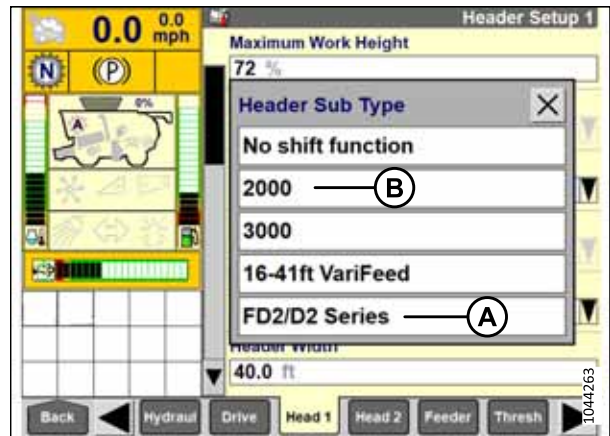 0.0 0.0 mph
Header Setup 1
N (P)
Maximum Work Height
72 %
0%
A
Header Sub Type
No shift function
2000
B
3000
16-41ft VariFeed
FD2/D2 Series
A
Header Width
40.0 ft
Back
Hydraul
Drive
Head 1
Head 2
Feeder
Thresh
1044263